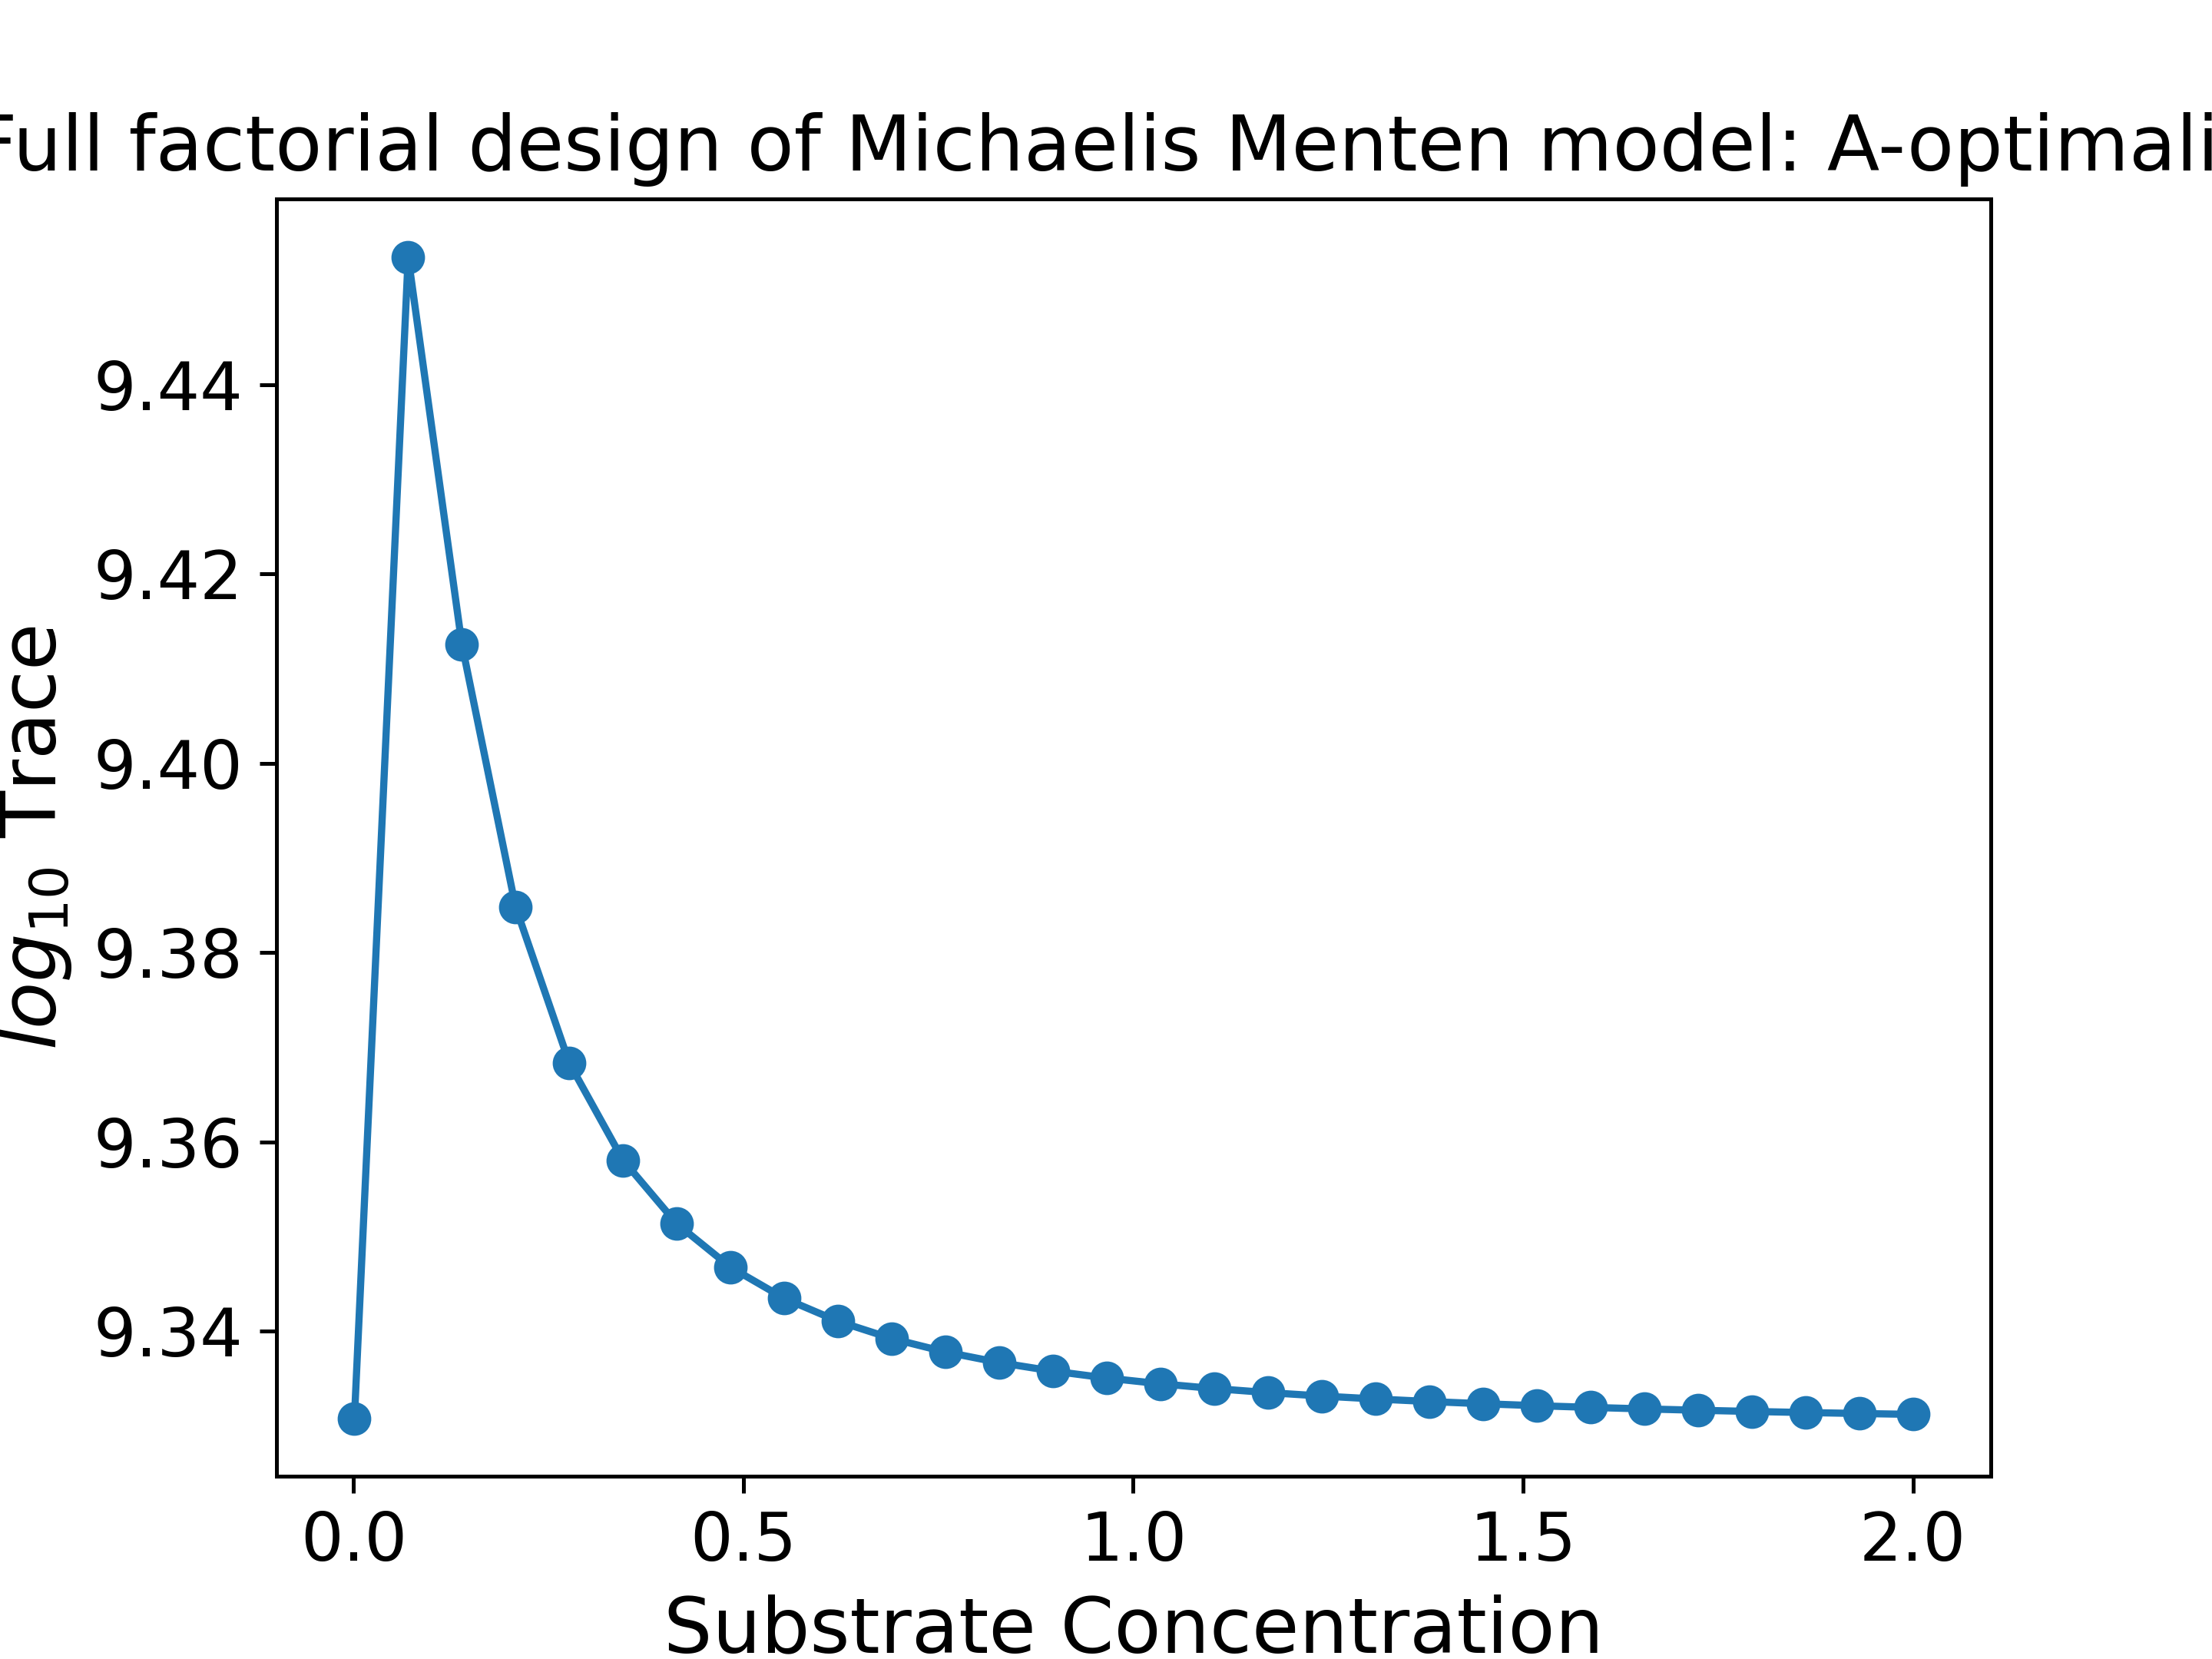 Full factorial design of Michaelis Menten model: A-optimali
log10 Trace
9.44
9.42
9.40
9.38
9.36
9.34
0.0 0.5 1.0 1.5 2.0
Substrate Concentration